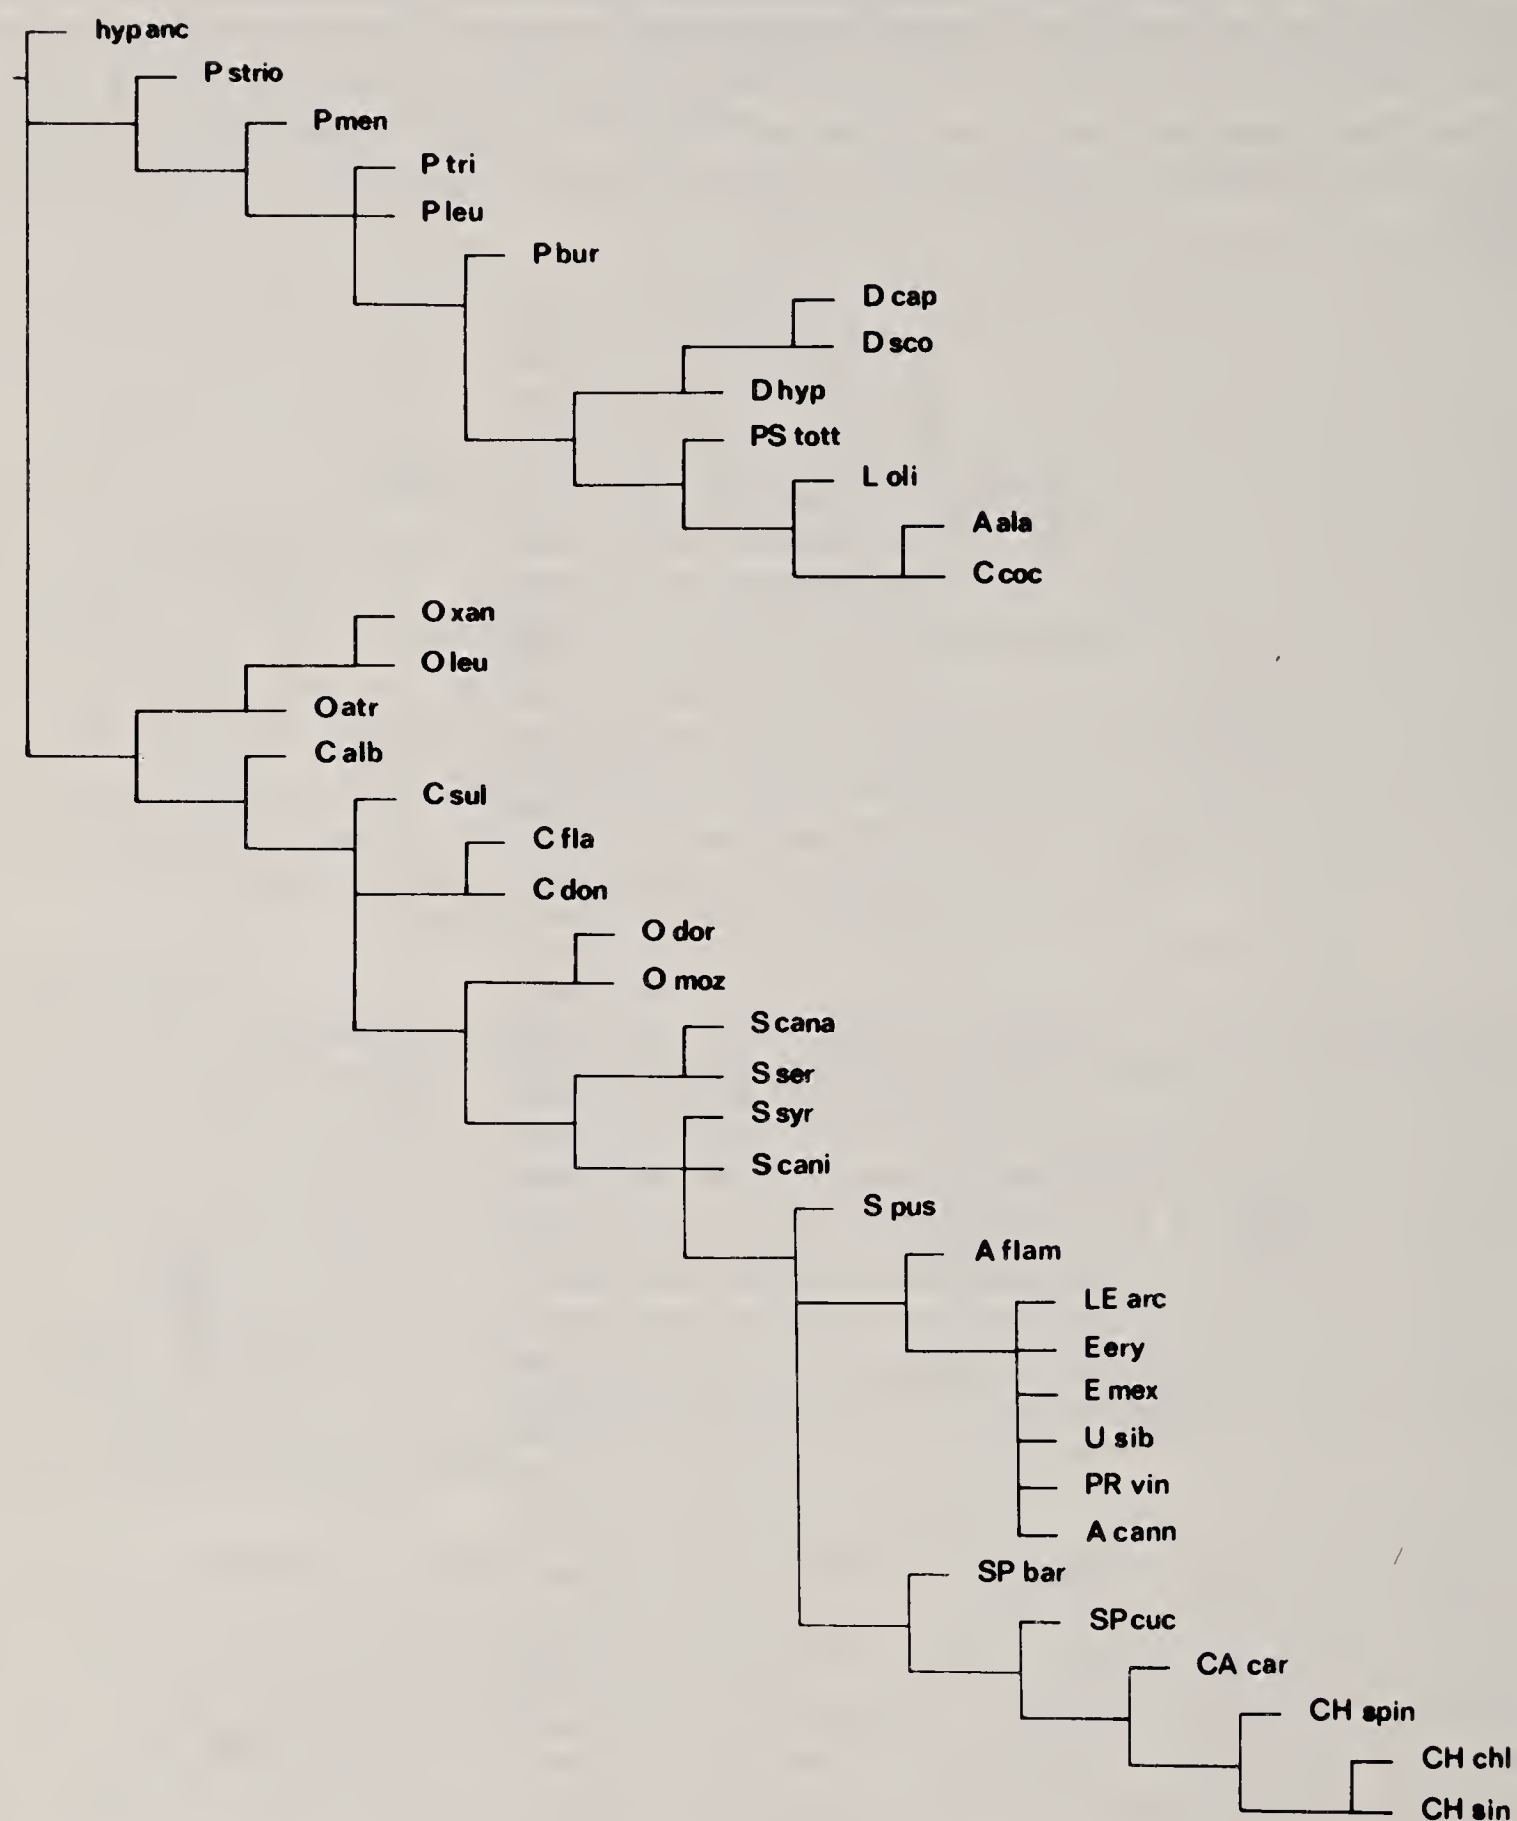 hyp anc
P strio
P men
P tri
P leu
P bur
D cap
D sco
D hyp
PS tott
L oli
A ala
C coc
O xan
O leu
O atr
C alb
C sul
C fla
C don
O dor
O moz
S cana
S ser
S syr
S cani
S pus
A flam
LE arc
E ery
E mex
U sib
PR vin
A cann
SP bar
SP cuc
CA car
CH spin
CH chl
CH sin